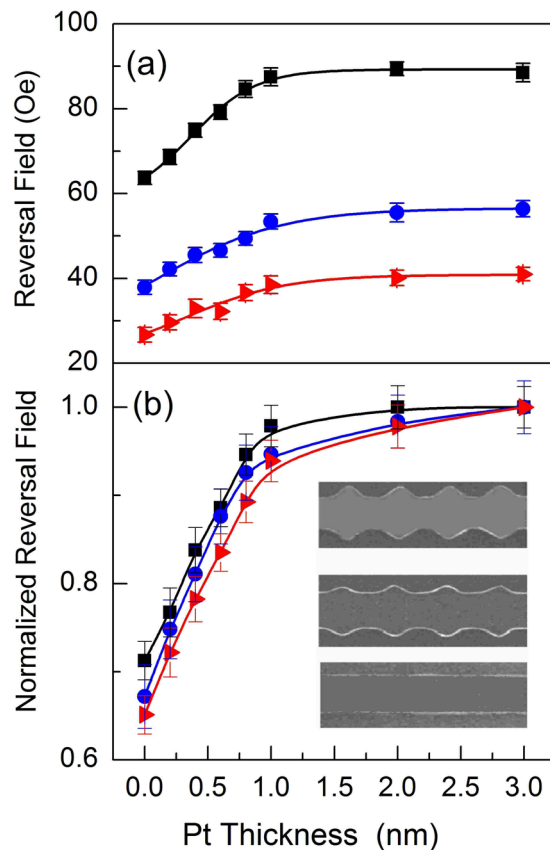 (a)
Reversal Field (Oe)
100
80
60
40
20
(b)
Normalized Reversal Field
1.0
0.8
0.6
0.0 0.5 1.0 1.5 2.0 2.5 3.0
Pt Thickness (nm)